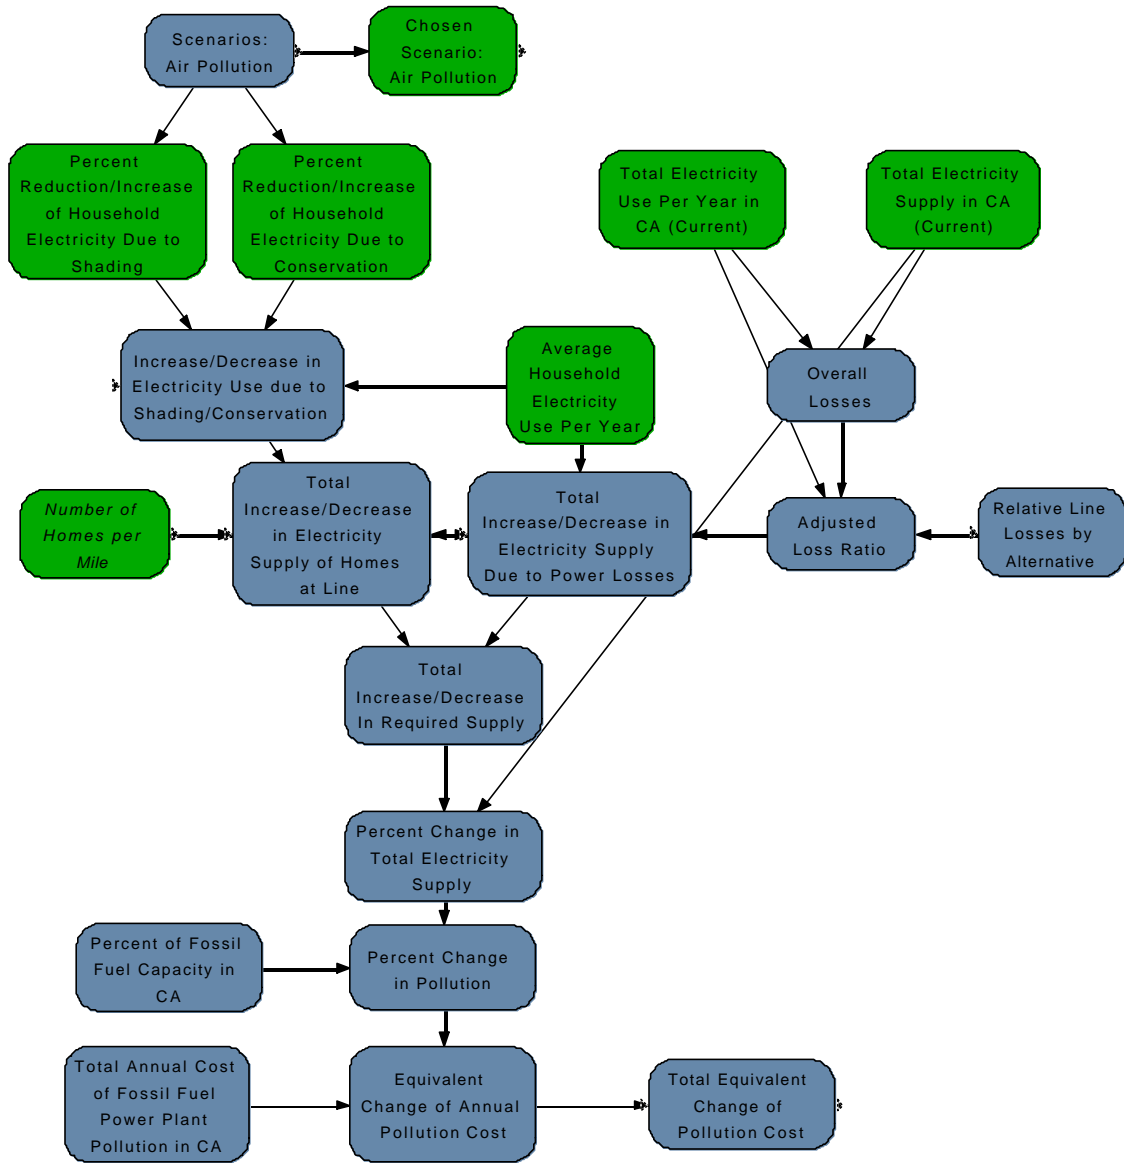 Scenarios:
Air Pollution
Chosen
Scenario:
Air Pollution
Percent
Reduction/Increase
of Household
Electricity Due to
Shading
Percent
Reduction/Increase
of Household
Electricity Due to
Conservation
Total Electricity
Use Per Year in
CA (Current)
Total Electricity
Supply in CA
(Current)
Increase/Decrease in
Electricity Use due to
Shading/Conservation
Average
Household
Electricity
Use Per Year
Overall
Losses
Number of
Homes per
Mile
Total
Increase/Decrease
in Electricity
Supply of Homes
at Line
Total
Increase/Decrease in
Electricity Supply
Due to Power Losses
Adjusted
Loss Ratio
Relative Line
Losses by
Alternative
Total
Increase/Decrease
In Required Supply
Percent Change in
Total Electricity
Supply
Percent of Fossil
Fuel Capacity in
CA
Percent Change
in Pollution
Total Annual Cost
of Fossil Fuel
Power Plant
Pollution in CA
Equivalent
Change of Annual
Pollution Cost
Total Equivalent
Change of
Pollution Cost